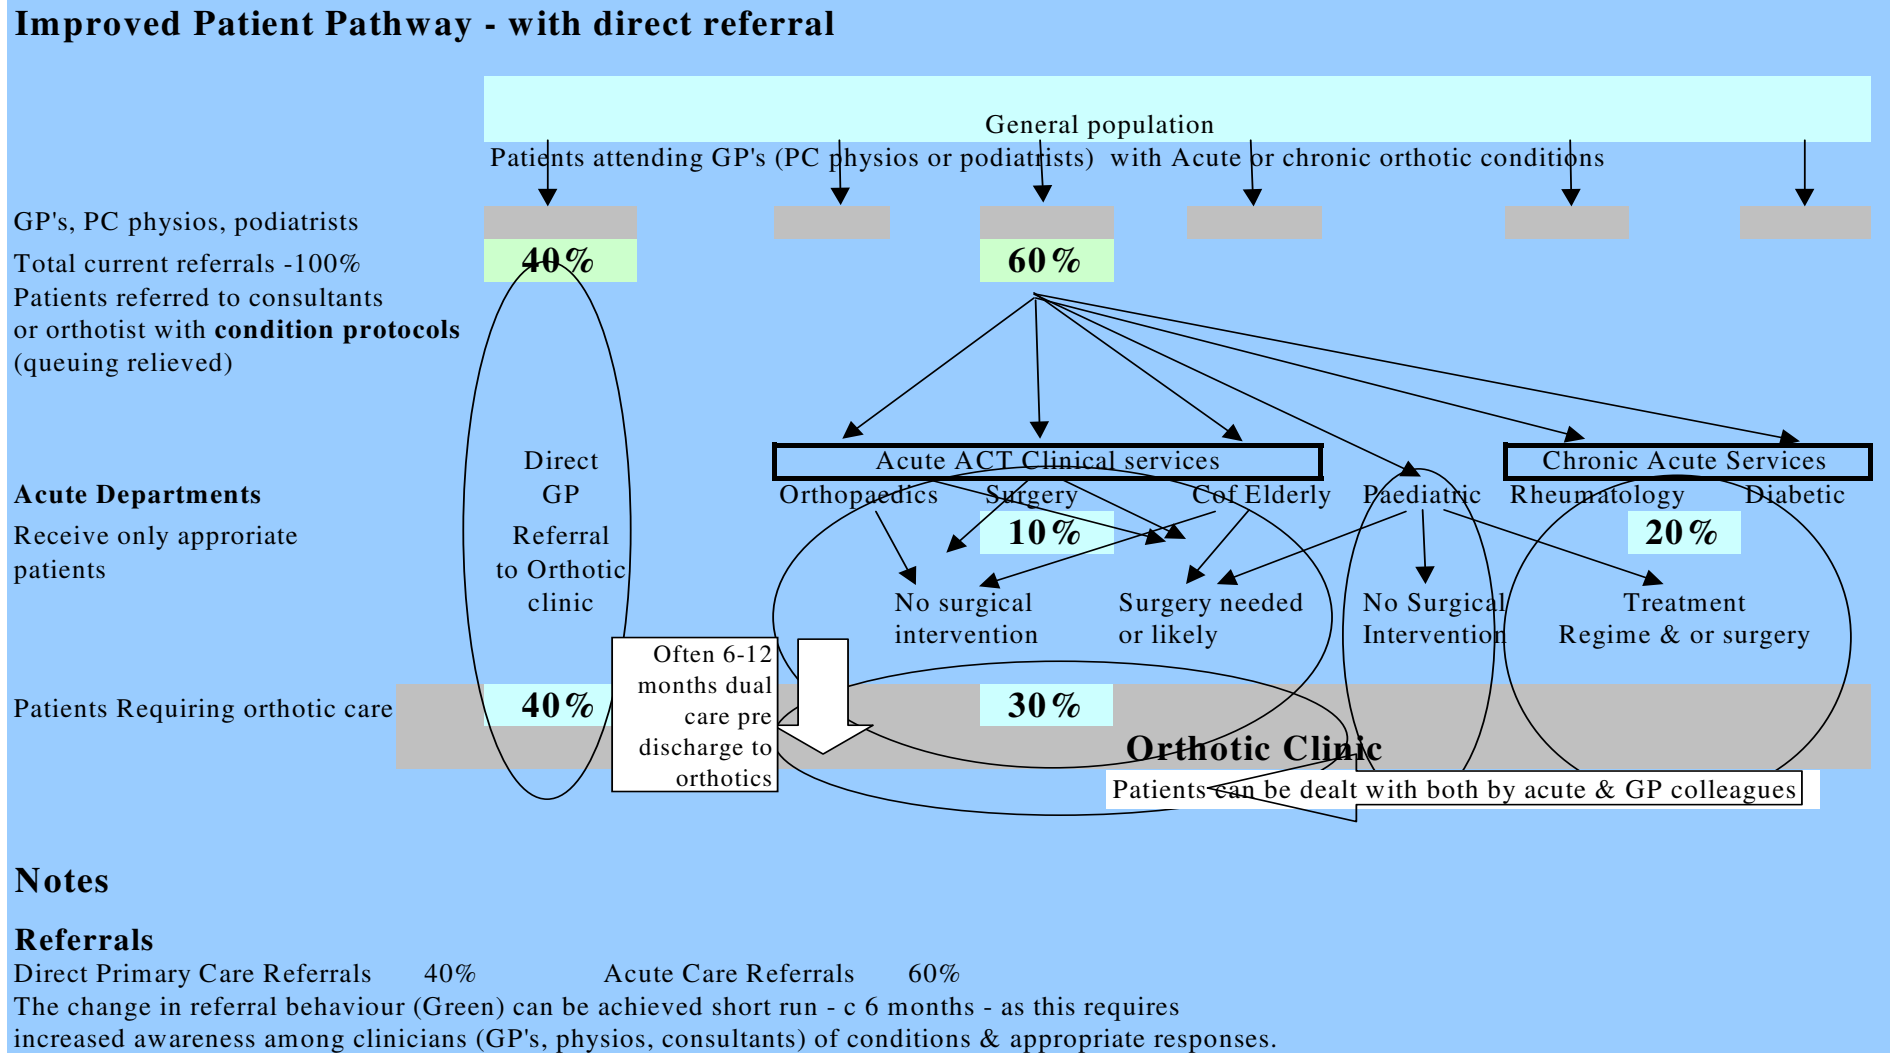 Improved Patient Pathway - with direct referral
General population
Patients attending GP's (PC physios or podiatrists) with Acute or chronic orthotic conditions
GP's, PC physios, podiatrists
Total current referrals -100%
40%
60%
Patients referred to consultants
or orthotist with condition protocols
(queuing relieved)
Direct
GP
Referral
to Orthotic
clinic
Acute ACT Clinical services
Chronic Acute Services
Acute Departments
Orthopaedics
Surgery
Cof Elderly
Paediatric
Rheumatology
Diabetic
Receive only approriate
patients
10%
20%
No surgical
intervention
Surgery needed
or likely
No Surgical
Intervention
Treatment
Regime & or surgery
Often 6-12
months dual
care pre
discharge to
orthotics
Patients Requiring orthotic care
40%
30%
Orthotic Clinic
Patients can be dealt with both by acute & GP colleagues
Notes
Referrals
Direct Primary Care Referrals 40% Acute Care Referrals 60%
The change in referral behaviour (Green) can be achieved short run - c 6 months - as this requires
increased awareness among clinicians (GP's, physios, consultants) of conditions & appropriate responses.